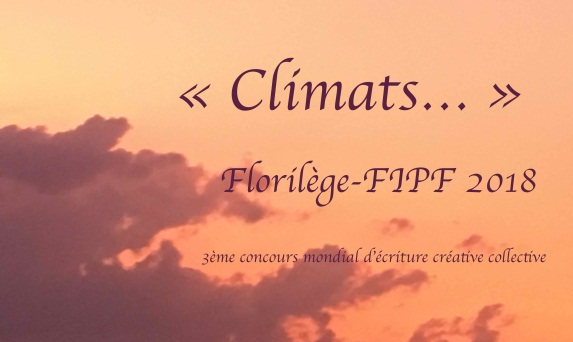 « Climats... »
Florilège-FIPF 2018
3ème concours mondial d'écriture créative collective